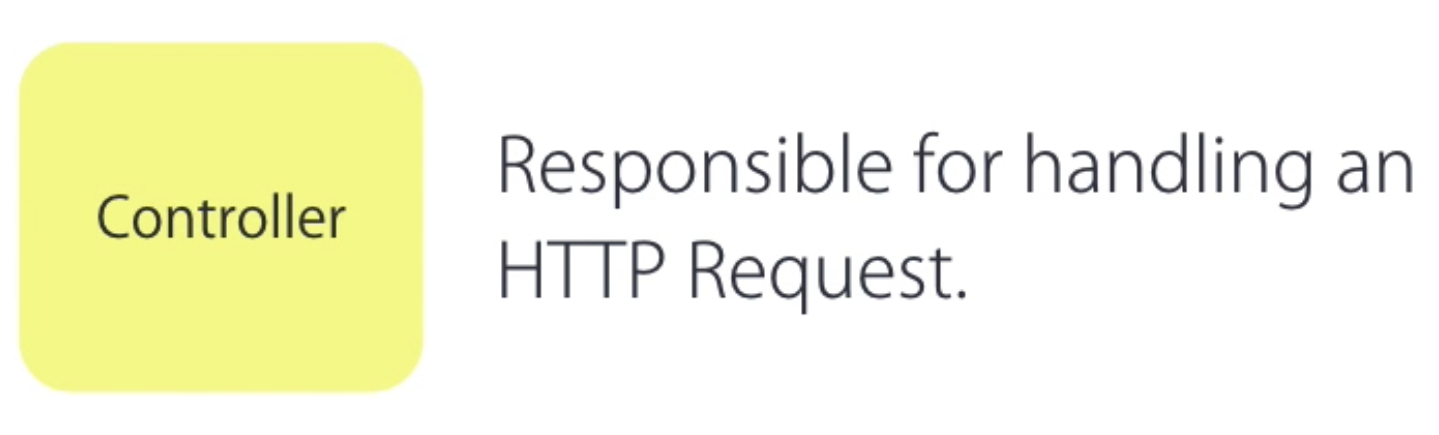 Controller
Responsible for handling an
HTTP Request.